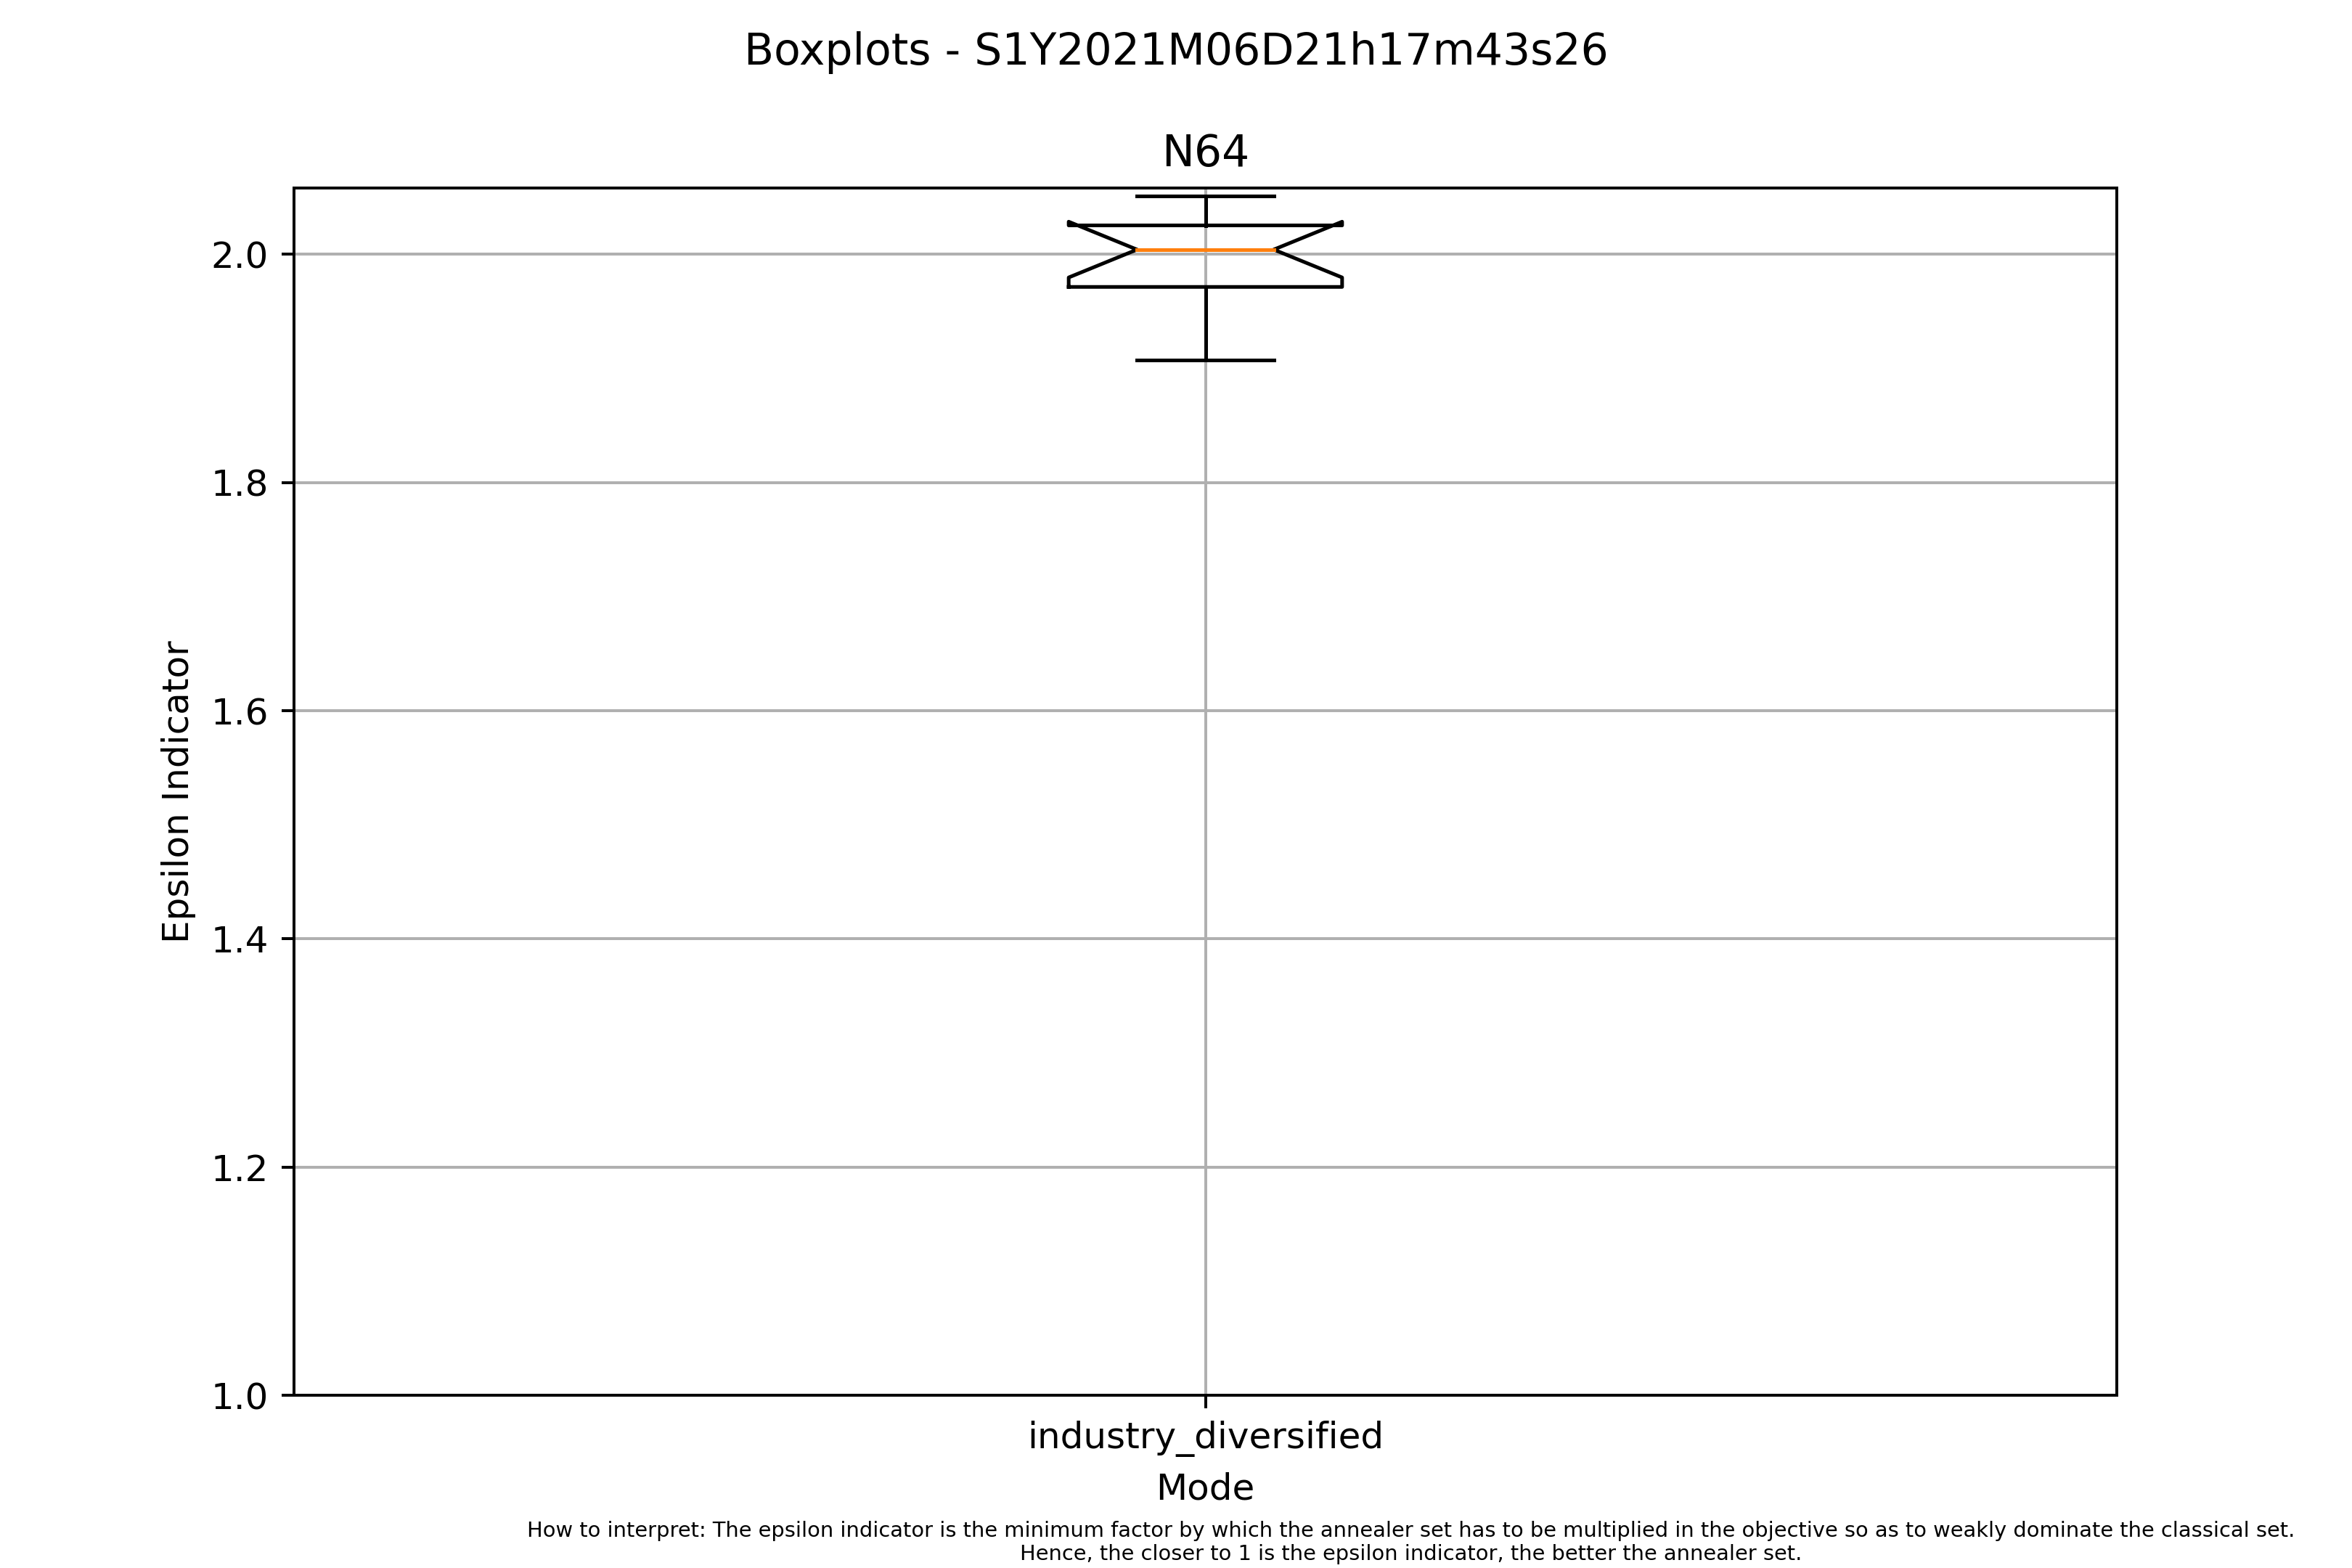 Boxplots - S1Y2021M06D21h17m43s26
N64
2.0
1.8
1.6
1.4
1.2
1.0
Epsilon Indicator
industry_diversified
Mode
How to interpret: The epsilon indicator is the minimum factor by which the annealer set has to be multiplied in the objective so as to weakly dominate the classical set.
Hence, the closer to 1 is the epsilon indicator, the better the annealer set.